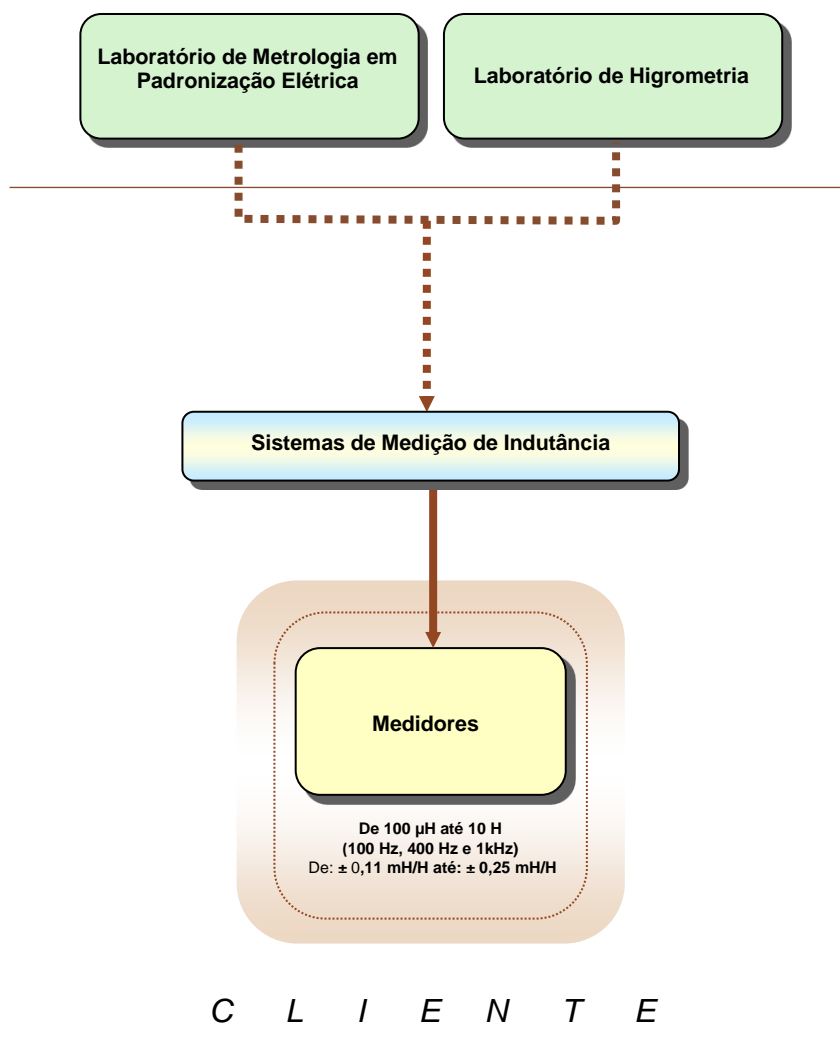 Laboratório de Metrologia em
Padronização Elétrica
Laboratório de Higrometria
Sistemas de Medição de Indutância
Medidores
De 100 µH até 10 H
(100 Hz, 400 Hz e 1kHz)
De: ± 0,11 mH/H até: ± 0,25 mH/H
C L I E N T E